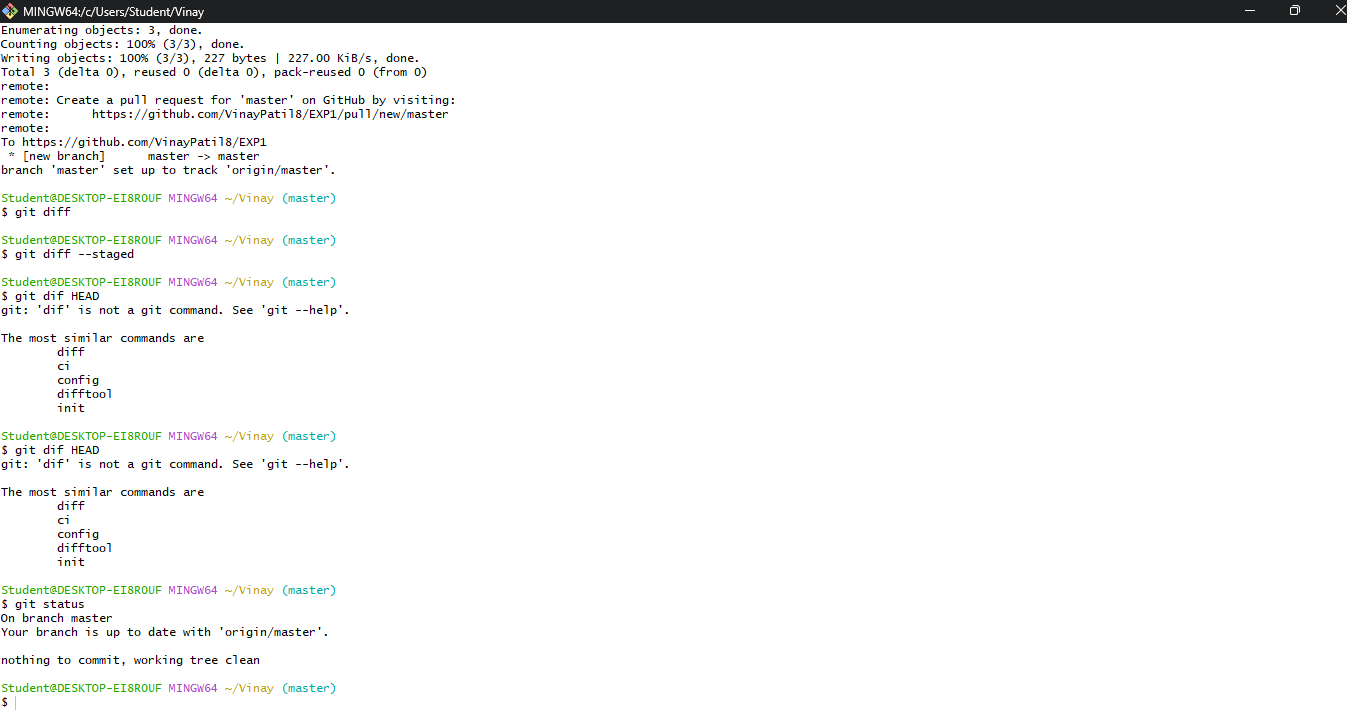 MINGW64:/c/Users/Student/Vinay
Enumerating objects: 3, done.
Counting objects: 100% (3/3), done.
Writing objects: 100% (3/3), 227 bytes | 227.00 KiB/s, done.
Total 3 (delta 0), reused 0 (delta 0), pack-reused 0 (from 0)
remote:
remote: Create a pull request for 'master' on GitHub by visiting:
remote:      https://github.com/VinayPatil8/EXP1/pull/new/master
remote:
To https://github.com/VinayPatil8/EXP1
 * [new branch]      master -> master
branch 'master' set up to track 'origin/master'.
Student@DESKTOP-EI8ROUF MINGW64 ~/Vinay (master)
$ git diff
Student@DESKTOP-EI8ROUF MINGW64 ~/Vinay (master)
$ git diff --staged
Student@DESKTOP-EI8ROUF MINGW64 ~/Vinay (master)
$ git dif HEAD
git: 'dif' is not a git command. See 'git --help'.
The most similar commands are
        diff
        ci
        config
        difftool
        init
Student@DESKTOP-EI8ROUF MINGW64 ~/Vinay (master)
$ git dif HEAD
git: 'dif' is not a git command. See 'git --help'.
The most similar commands are
        diff
        ci
        config
        difftool
        init
Student@DESKTOP-EI8ROUF MINGW64 ~/Vinay (master)
$ git status
On branch master
Your branch is up to date with 'origin/master'.
nothing to commit, working tree clean
Student@DESKTOP-EI8ROUF MINGW64 ~/Vinay (master)
$